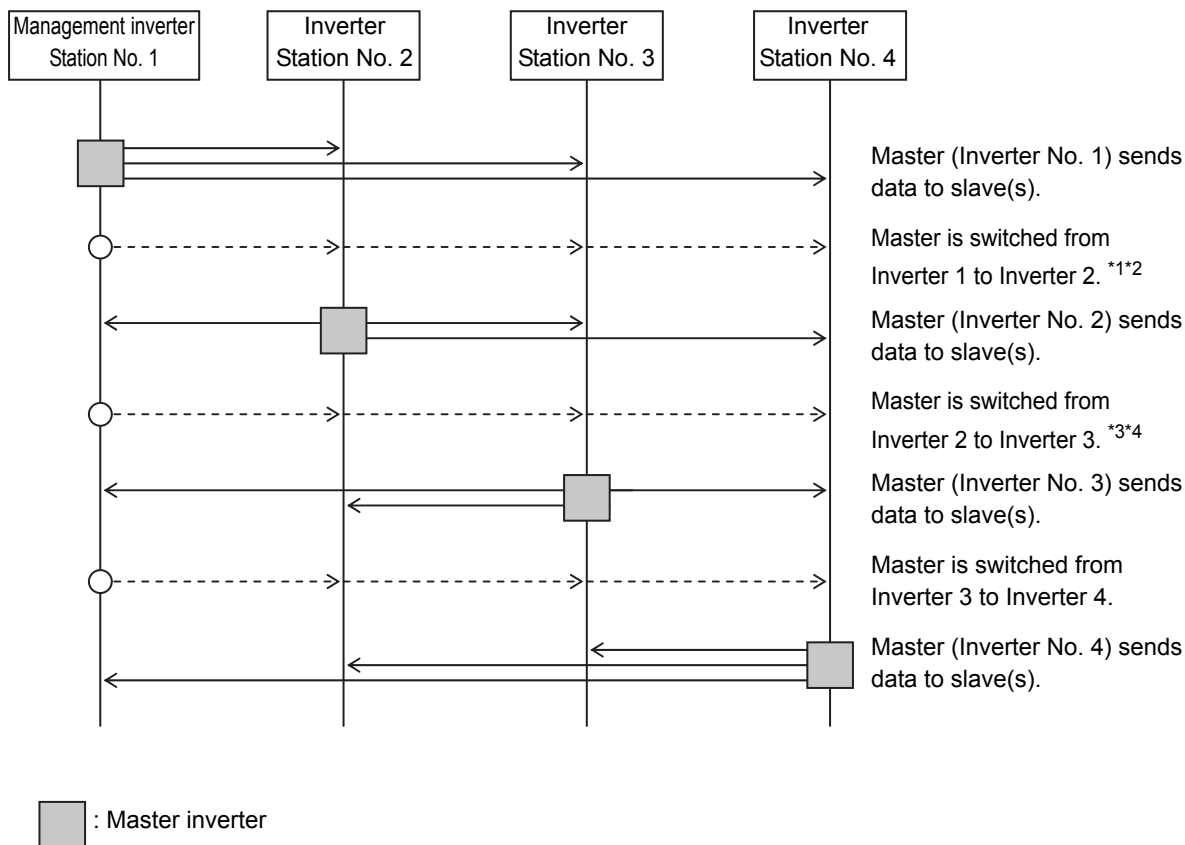 Management inverter
Station No. 1
Inverter
Station No. 2
Inverter
Station No. 3
Inverter
Station No. 4
Master (Inverter No. 1) sends
data to slave(s).
Master is switched from
Inverter 1 to Inverter 2. *1*2
Master (Inverter No. 2) sends
data to slave(s).
Master is switched from
Inverter 2 to Inverter 3. *3*4
Master (Inverter No. 3) sends
data to slave(s).
Master is switched from
Inverter 3 to Inverter 4.
Master (Inverter No. 4) sends
data to slave(s).
: Master inverter